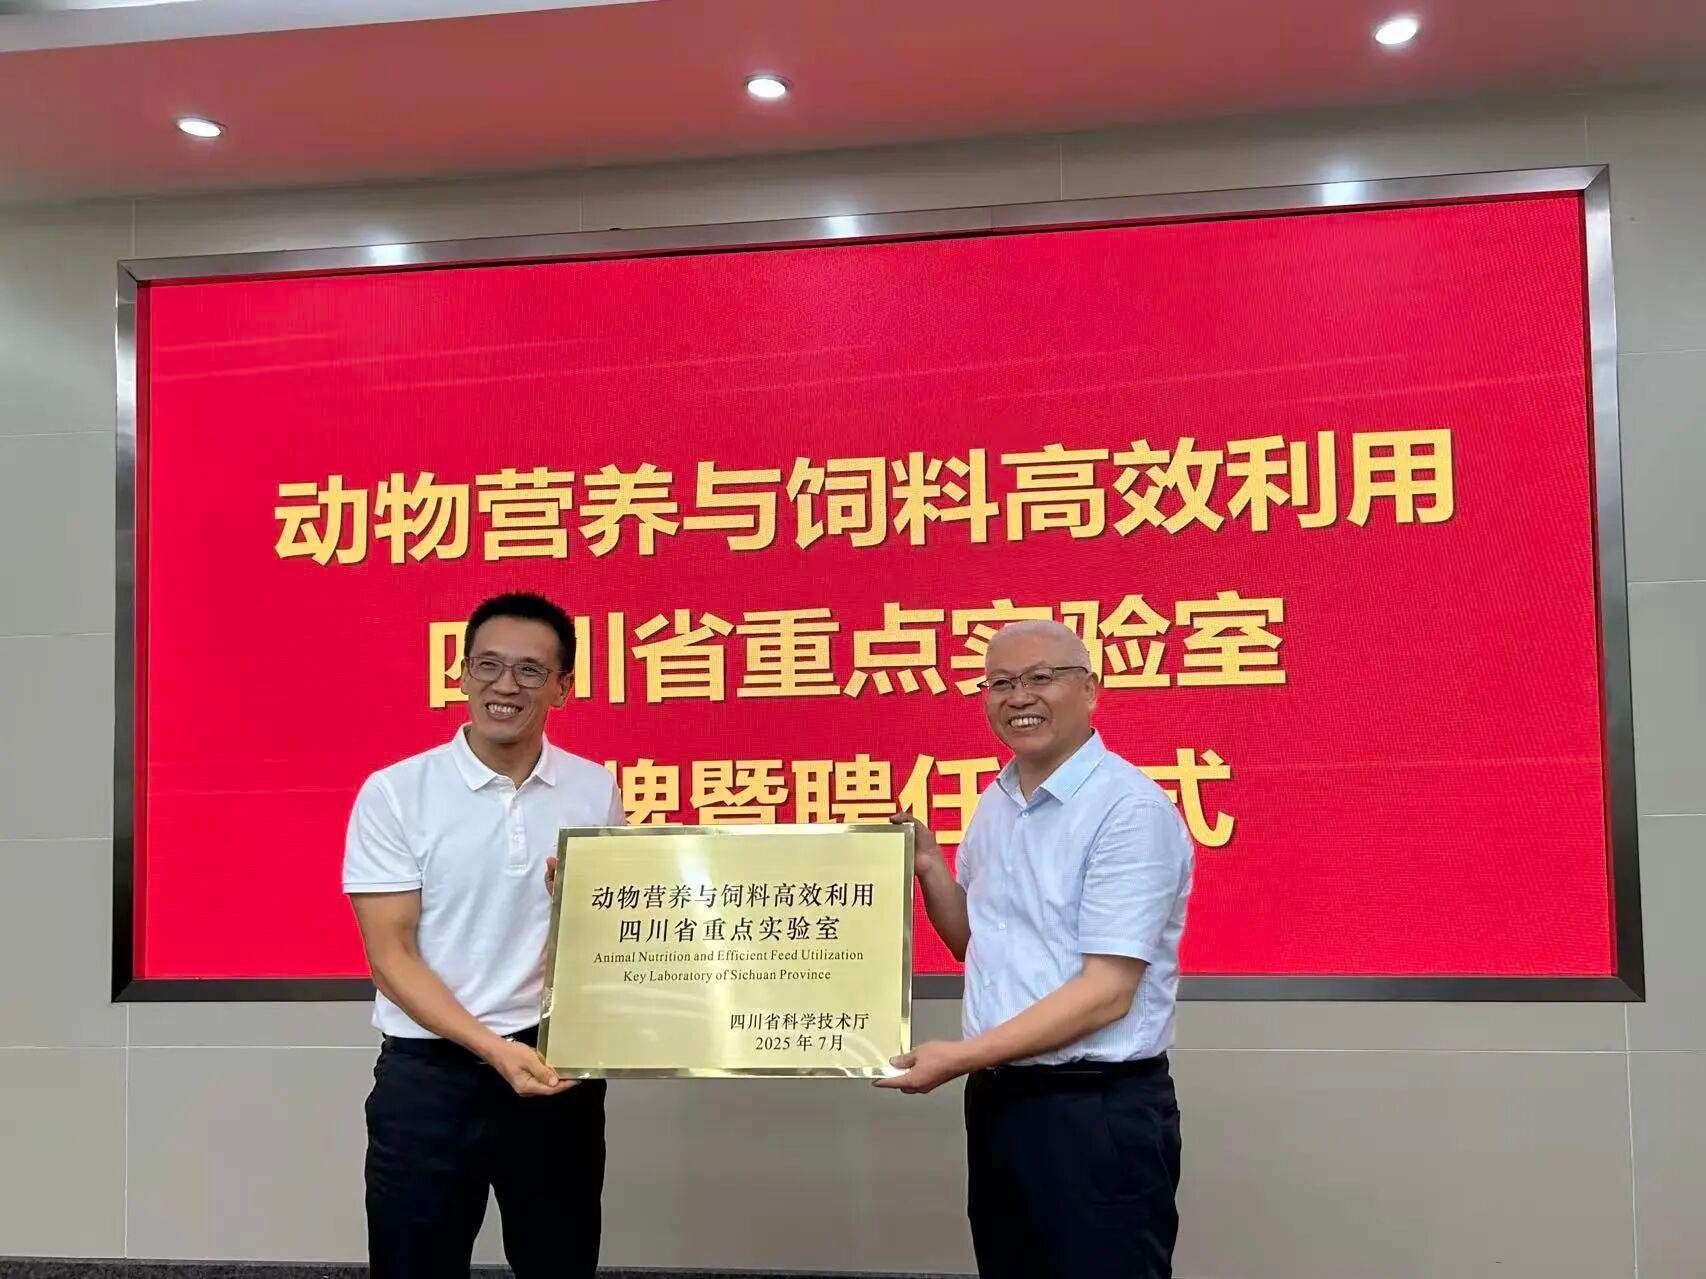 动物营养与饲料高效利用
四川省重点实验室
牌暨聘任 式
动物营养与饲料高效利用
四川省重点实验室
Animal Nutrition and Efficient Feed Utilization
Key Laboratory of Sichuan Province
四川省科学技术厅
2025 年 7月